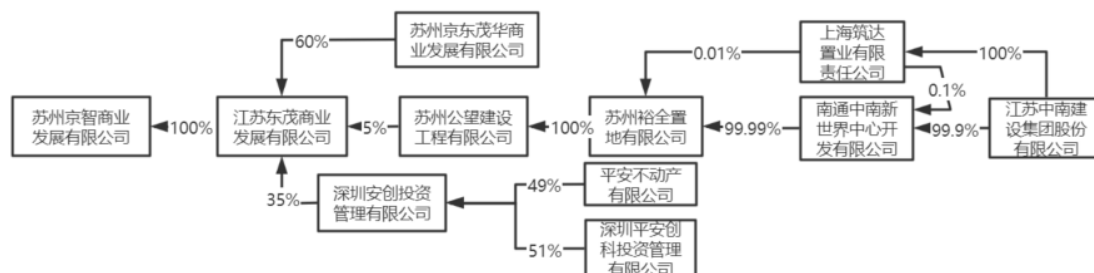 苏州京东茂华商
业发展有限公司
60%
上海筑达
置业有限
责任公司
0.01%
100%
0.1%
苏州京智商业
发展有限公司
100%
江苏东茂商业
发展有限公司
5%
苏州公望建设
工程有限公司
100%
苏州裕全置
地有限公司
99.99%
南通中南新
世界中心开
发有限公司
99.9%
江苏中南建
设集团股份
有限公司
35%
深圳安创投资
管理有限公司
49%
平安不动产
有限公司
51%
深圳平安创
科投资管理
有限公司